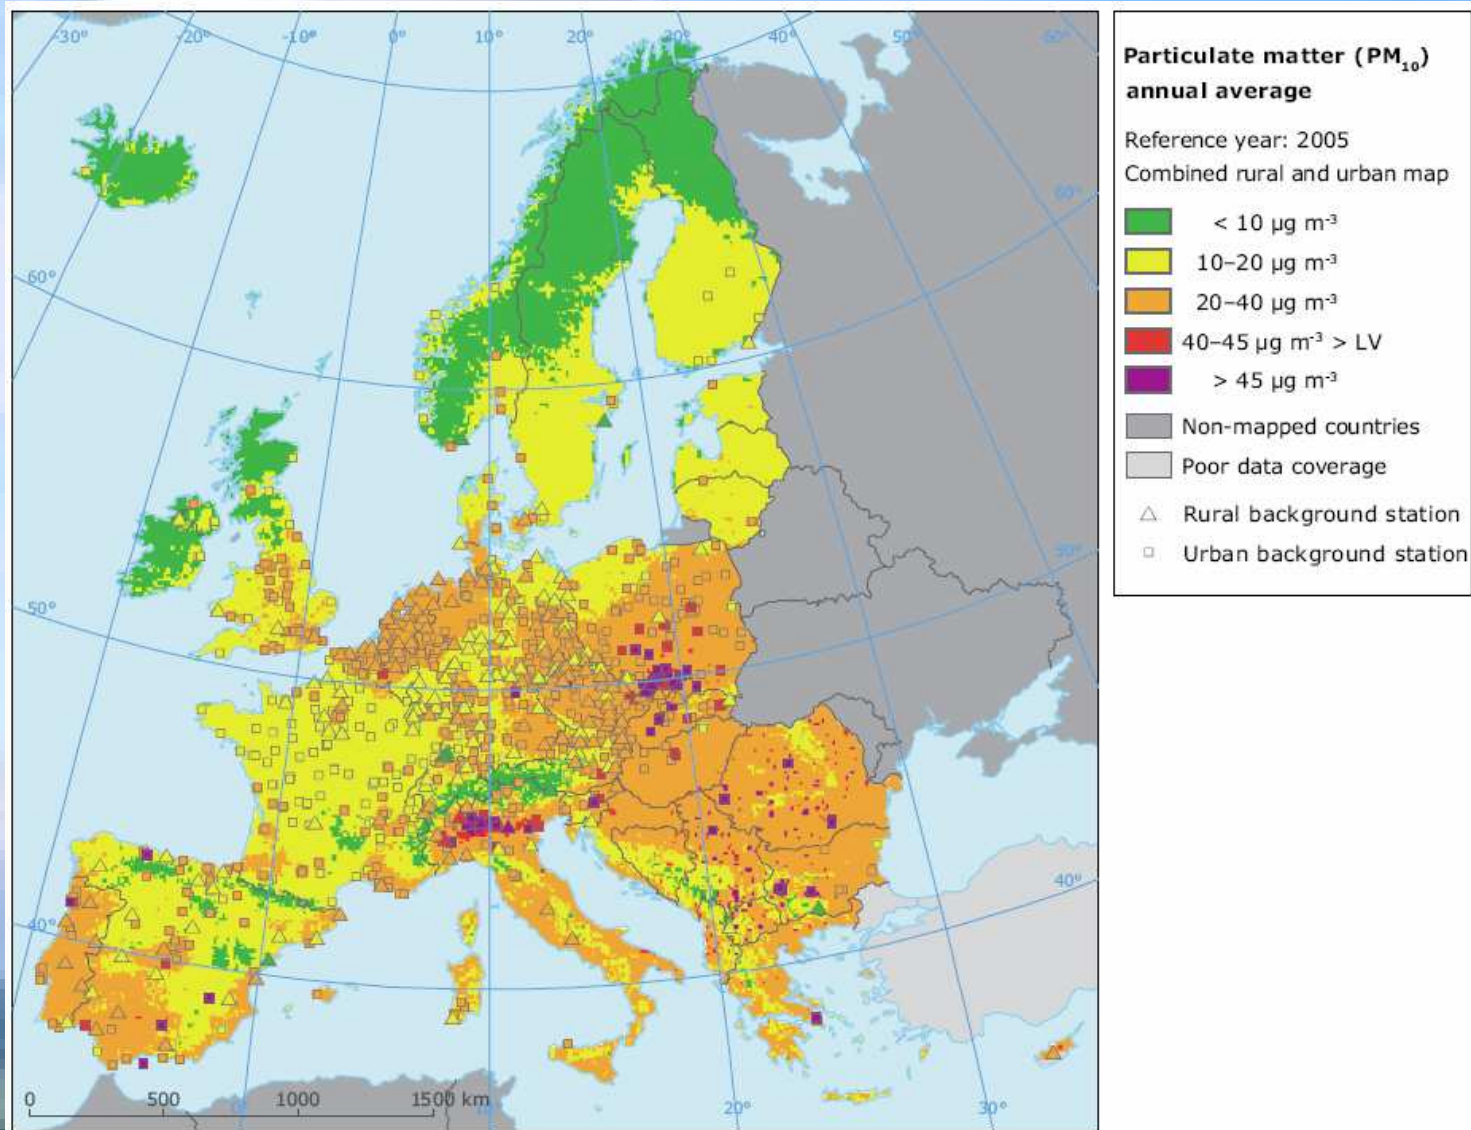 -30° -20° -10° 0° 10° 20° 30° 40° 50° 60°
60°
60°
50°
50°
40°
40°
0 500 1000 1500 km
20° 30°
Particulate matter (PM₁₀)
annual average
Reference year: 2005
Combined rural and urban map
< 10 µg m⁻³
10–20 µg m⁻³
20–40 µg m⁻³
40–45 µg m⁻³ > LV
> 45 µg m⁻³
Non-mapped countries
Poor data coverage
Rural background station
Urban background station